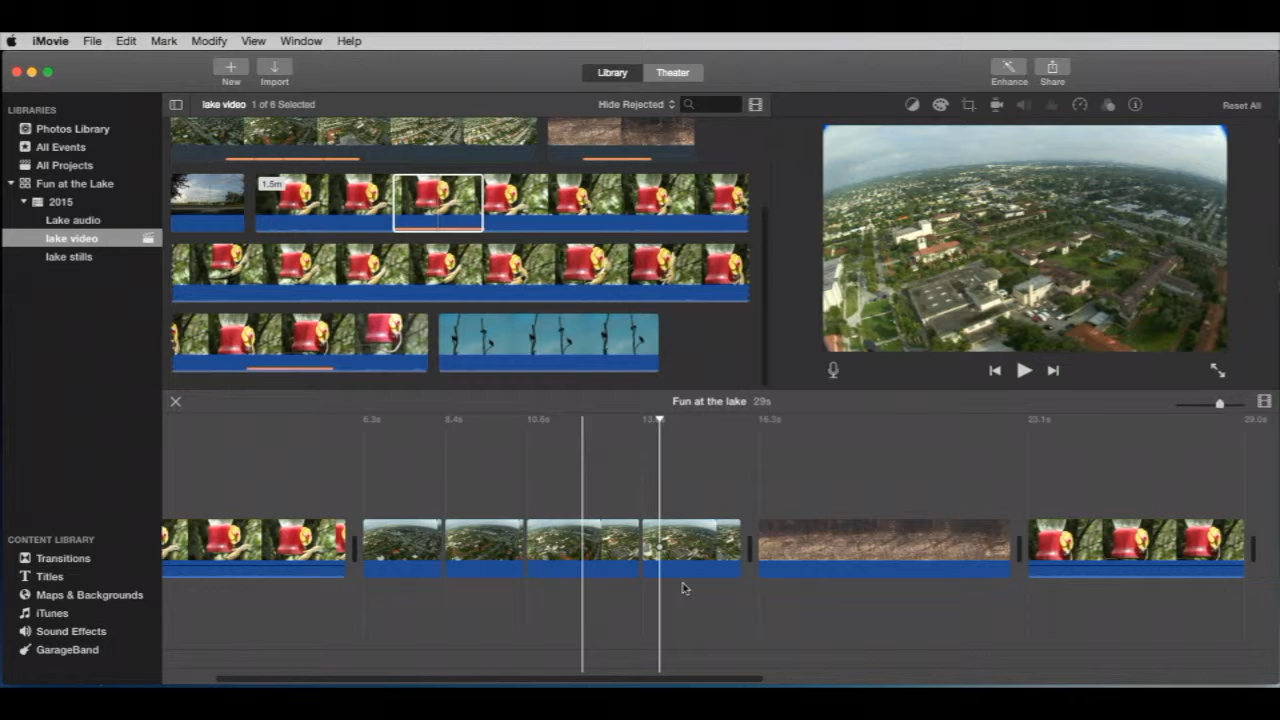 iMovie File Edit Mark Modify View Window Help
New Import Library Theater Enhance Share
LIBRARIES
lake video 1 of 6 Selected Hide Rejected Reset All
Photos Library
All Events
All Projects
Fun at the Lake
2015
Lake audio
lake video
lake stills
1.5m
Fun at the lake 29s
6.3s 8.4s 10.6s 16.3s 23.1s 29.0s
CONTENT LIBRARY
Transitions
Titles
Maps & Backgrounds
iTunes
Sound Effects
GarageBand